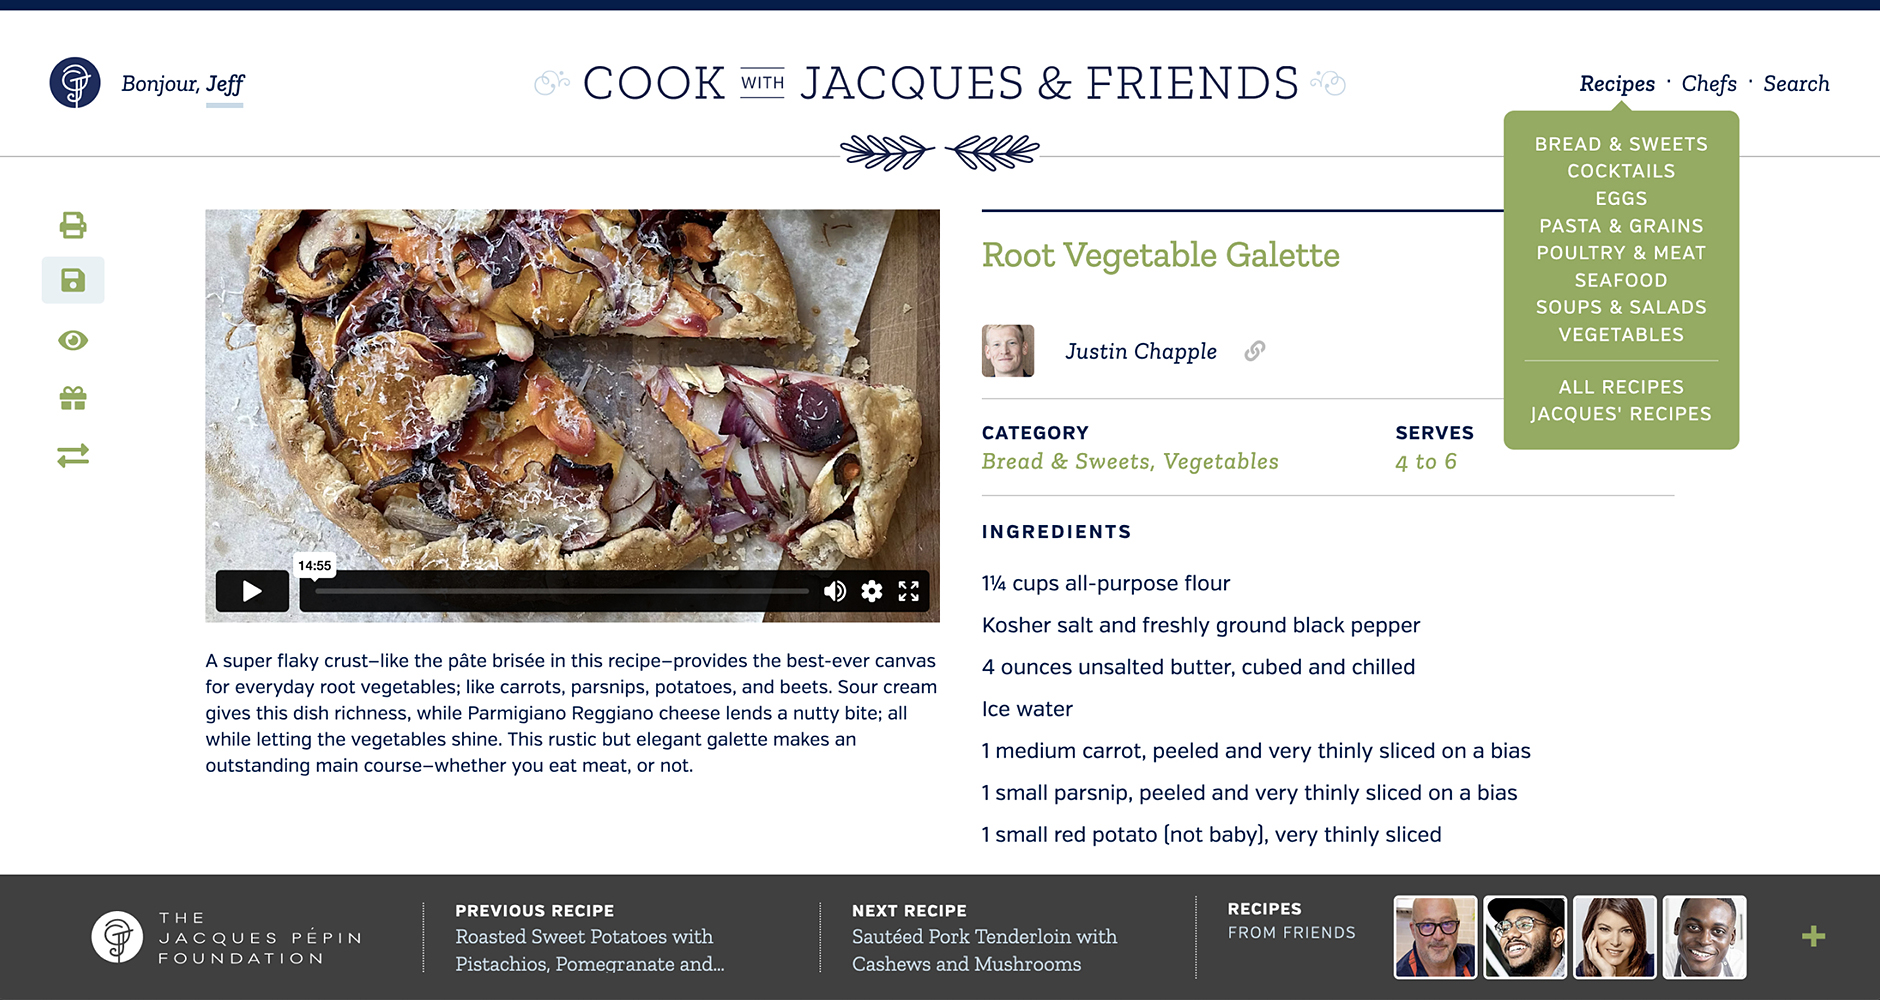 Bonjour, Jeff
COOK WITH JACQUES & FRIENDS
Recipes · Chefs · Search
BREAD & SWEETS
COCKTAILS
EGGS
PASTA & GRAINS
POULTRY & MEAT
SEAFOOD
SOUPS & SALADS
VEGETABLES
ALL RECIPES
JACQUES' RECIPES
14:55
A super flaky crust–like the pâte brisée in this recipe–provides the best-ever canvas
for everyday root vegetables; like carrots, parsnips, potatoes, and beets. Sour cream
gives this dish richness, while Parmigiano Reggiano cheese lends a nutty bite; all
while letting the vegetables shine. This rustic but elegant galette makes an
outstanding main course–whether you eat meat, or not.
Root Vegetable Galette
Justin Chapple
CATEGORY
Bread & Sweets, Vegetables
SERVES
4 to 6
INGREDIENTS
1¼ cups all-purpose flour
Kosher salt and freshly ground black pepper
4 ounces unsalted butter, cubed and chilled
Ice water
1 medium carrot, peeled and very thinly sliced on a bias
1 small parsnip, peeled and very thinly sliced on a bias
1 small red potato (not baby), very thinly sliced
THE
JACQUES PÉPIN
FOUNDATION
PREVIOUS RECIPE
Roasted Sweet Potatoes with
Pistachios, Pomegranate and...
NEXT RECIPE
Sautéed Pork Tenderloin with
Cashews and Mushrooms
RECIPES
FROM FRIENDS